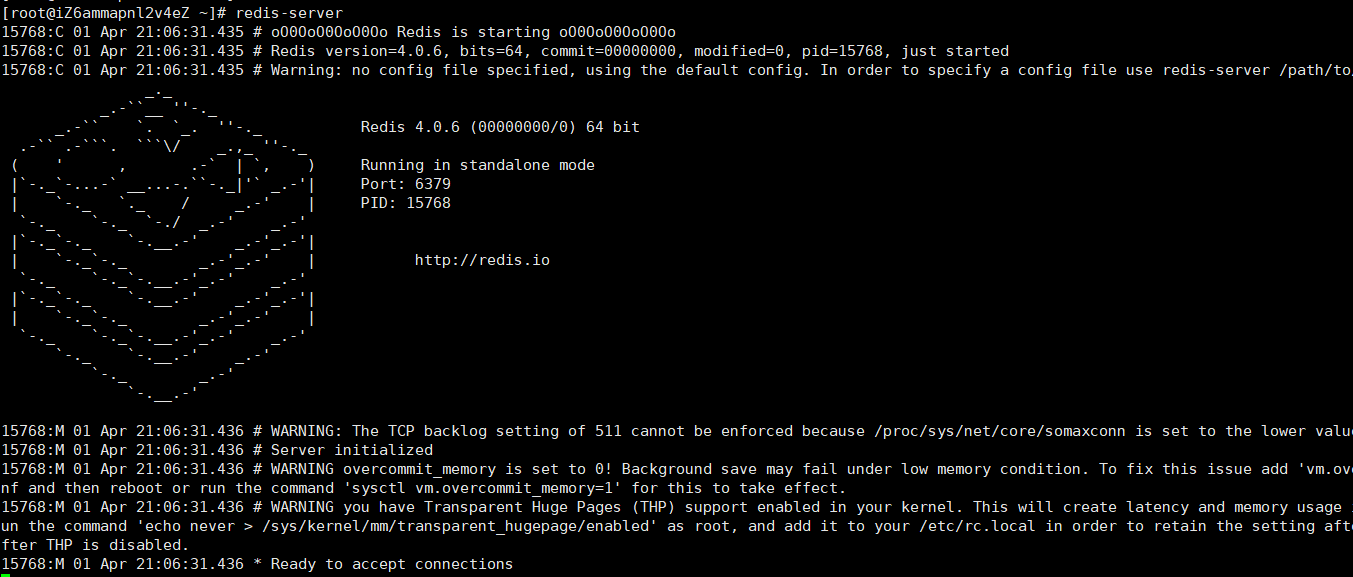 [root@iZ6ammapnl2v4eZ ~]# redis-server
15768:C 01 Apr 21:06:31.435 # oO0OoO0OoO0Oo Redis is starting oO0OoO0OoO0Oo
15768:C 01 Apr 21:06:31.435 # Redis version=4.0.6, bits=64, commit=00000000, modified=0, pid=15768, just started
15768:C 01 Apr 21:06:31.435 # Warning: no config file specified, using the default config. In order to specify a config file use redis-server /path/to/
Redis 4.0.6 (00000000/0) 64 bit
Running in standalone mode
Port: 6379
PID: 15768
http://redis.io
15768:M 01 Apr 21:06:31.436 # WARNING: The TCP backlog setting of 511 cannot be enforced because /proc/sys/net/core/somaxconn is set to the lower value
15768:M 01 Apr 21:06:31.436 # Server initialized
15768:M 01 Apr 21:06:31.436 # WARNING overcommit_memory is set to 0! Background save may fail under low memory condition. To fix this issue add 'vm.ov
nf and then reboot or run the command 'sysctl vm.overcommit_memory=1' for this to take effect.
15768:M 01 Apr 21:06:31.436 # WARNING you have Transparent Huge Pages (THP) support enabled in your kernel. This will create latency and memory usage
un the command 'echo never > /sys/kernel/mm/transparent_hugepage/enabled' as root, and add it to your /etc/rc.local in order to retain the setting afte
fter THP is disabled.
15768:M 01 Apr 21:06:31.436 * Ready to accept connections